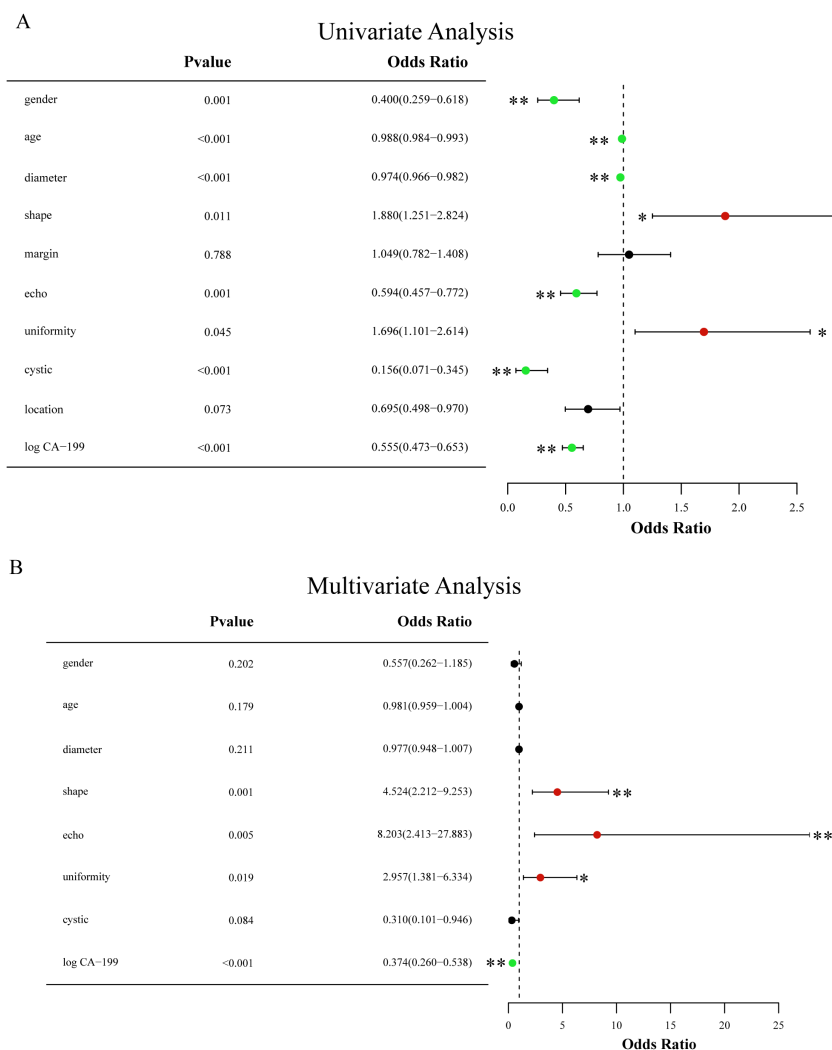 A
Univariate Analysis
Pvalue Odds Ratio
gender 0.001 0.400(0.259−0.618) **
age <0.001 0.988(0.984−0.993) **
diameter <0.001 0.974(0.966−0.982) **
shape 0.011 1.880(1.251−2.824) *
margin 0.788 1.049(0.782−1.408)
echo 0.001 0.594(0.457−0.772) **
uniformity 0.045 1.696(1.101−2.614) *
cystic <0.001 0.156(0.071−0.345) **
location 0.073 0.695(0.498−0.970)
log CA−199 <0.001 0.555(0.473−0.653) **
0.0 0.5 1.0 1.5 2.0 2.5
Odds Ratio
B
Multivariate Analysis
Pvalue Odds Ratio
gender 0.202 0.557(0.262−1.185)
age 0.179 0.981(0.959−1.004)
diameter 0.211 0.977(0.948−1.007)
shape 0.001 4.524(2.212−9.253) **
echo 0.005 8.203(2.413−27.883) **
uniformity 0.019 2.957(1.381−6.334) *
cystic 0.084 0.310(0.101−0.946)
log CA−199 <0.001 0.374(0.260−0.538) **
0 5 10 15 20 25
Odds Ratio